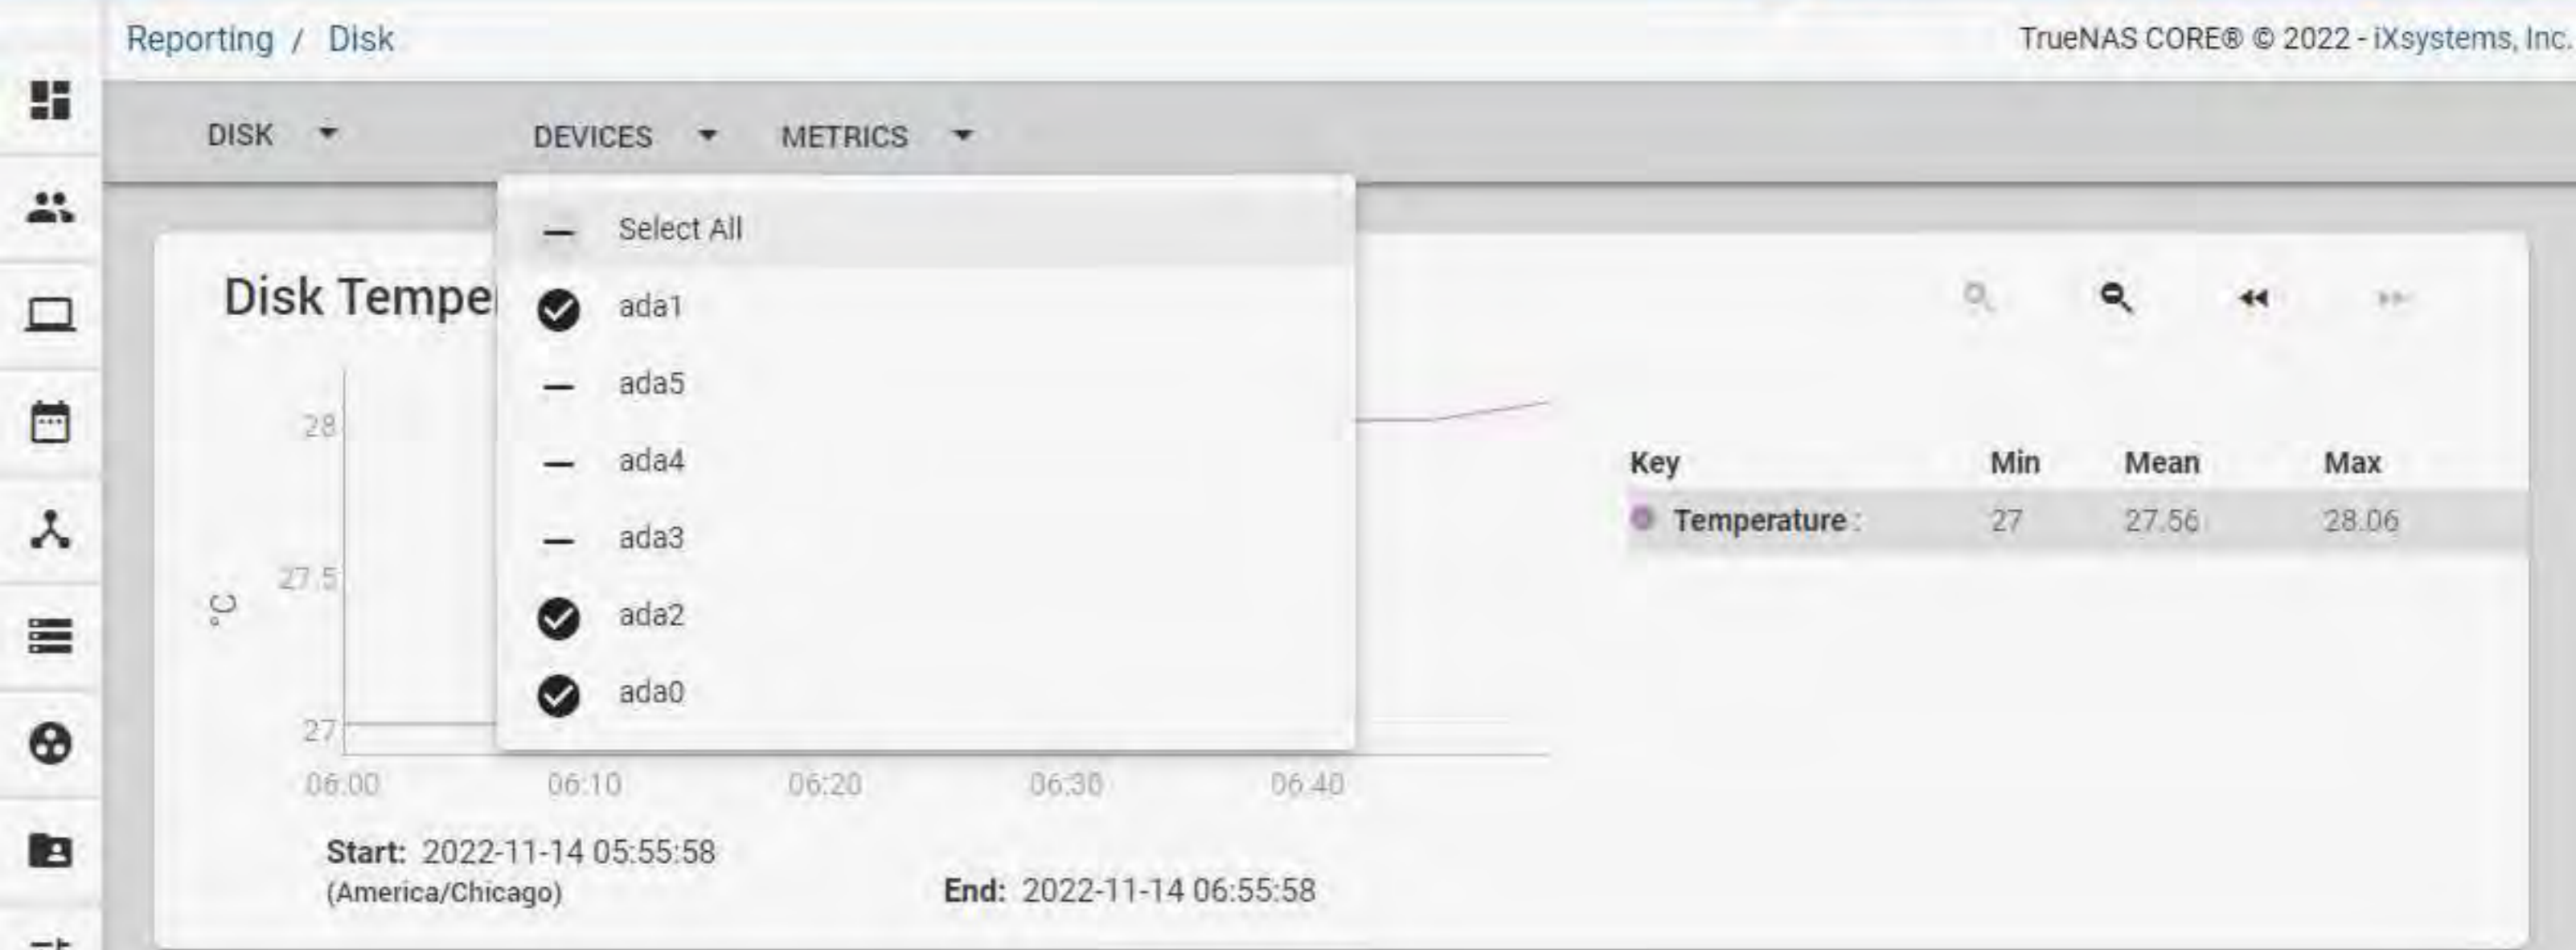 Reporting / Disk
TrueNAS CORE® © 2022 - iXsystems, Inc.
DISK DEVICES METRICS
Select All
ada1
ada5
ada4
ada3
ada2
ada0
Disk Tempe
28
27.5
27
°C
06:00 06:10 06:20 06:30 06:40
Key Min Mean Max
Temperature : 27 27.56 28.06
Start: 2022-11-14 05:55:58
(America/Chicago)
End: 2022-11-14 06:55:58